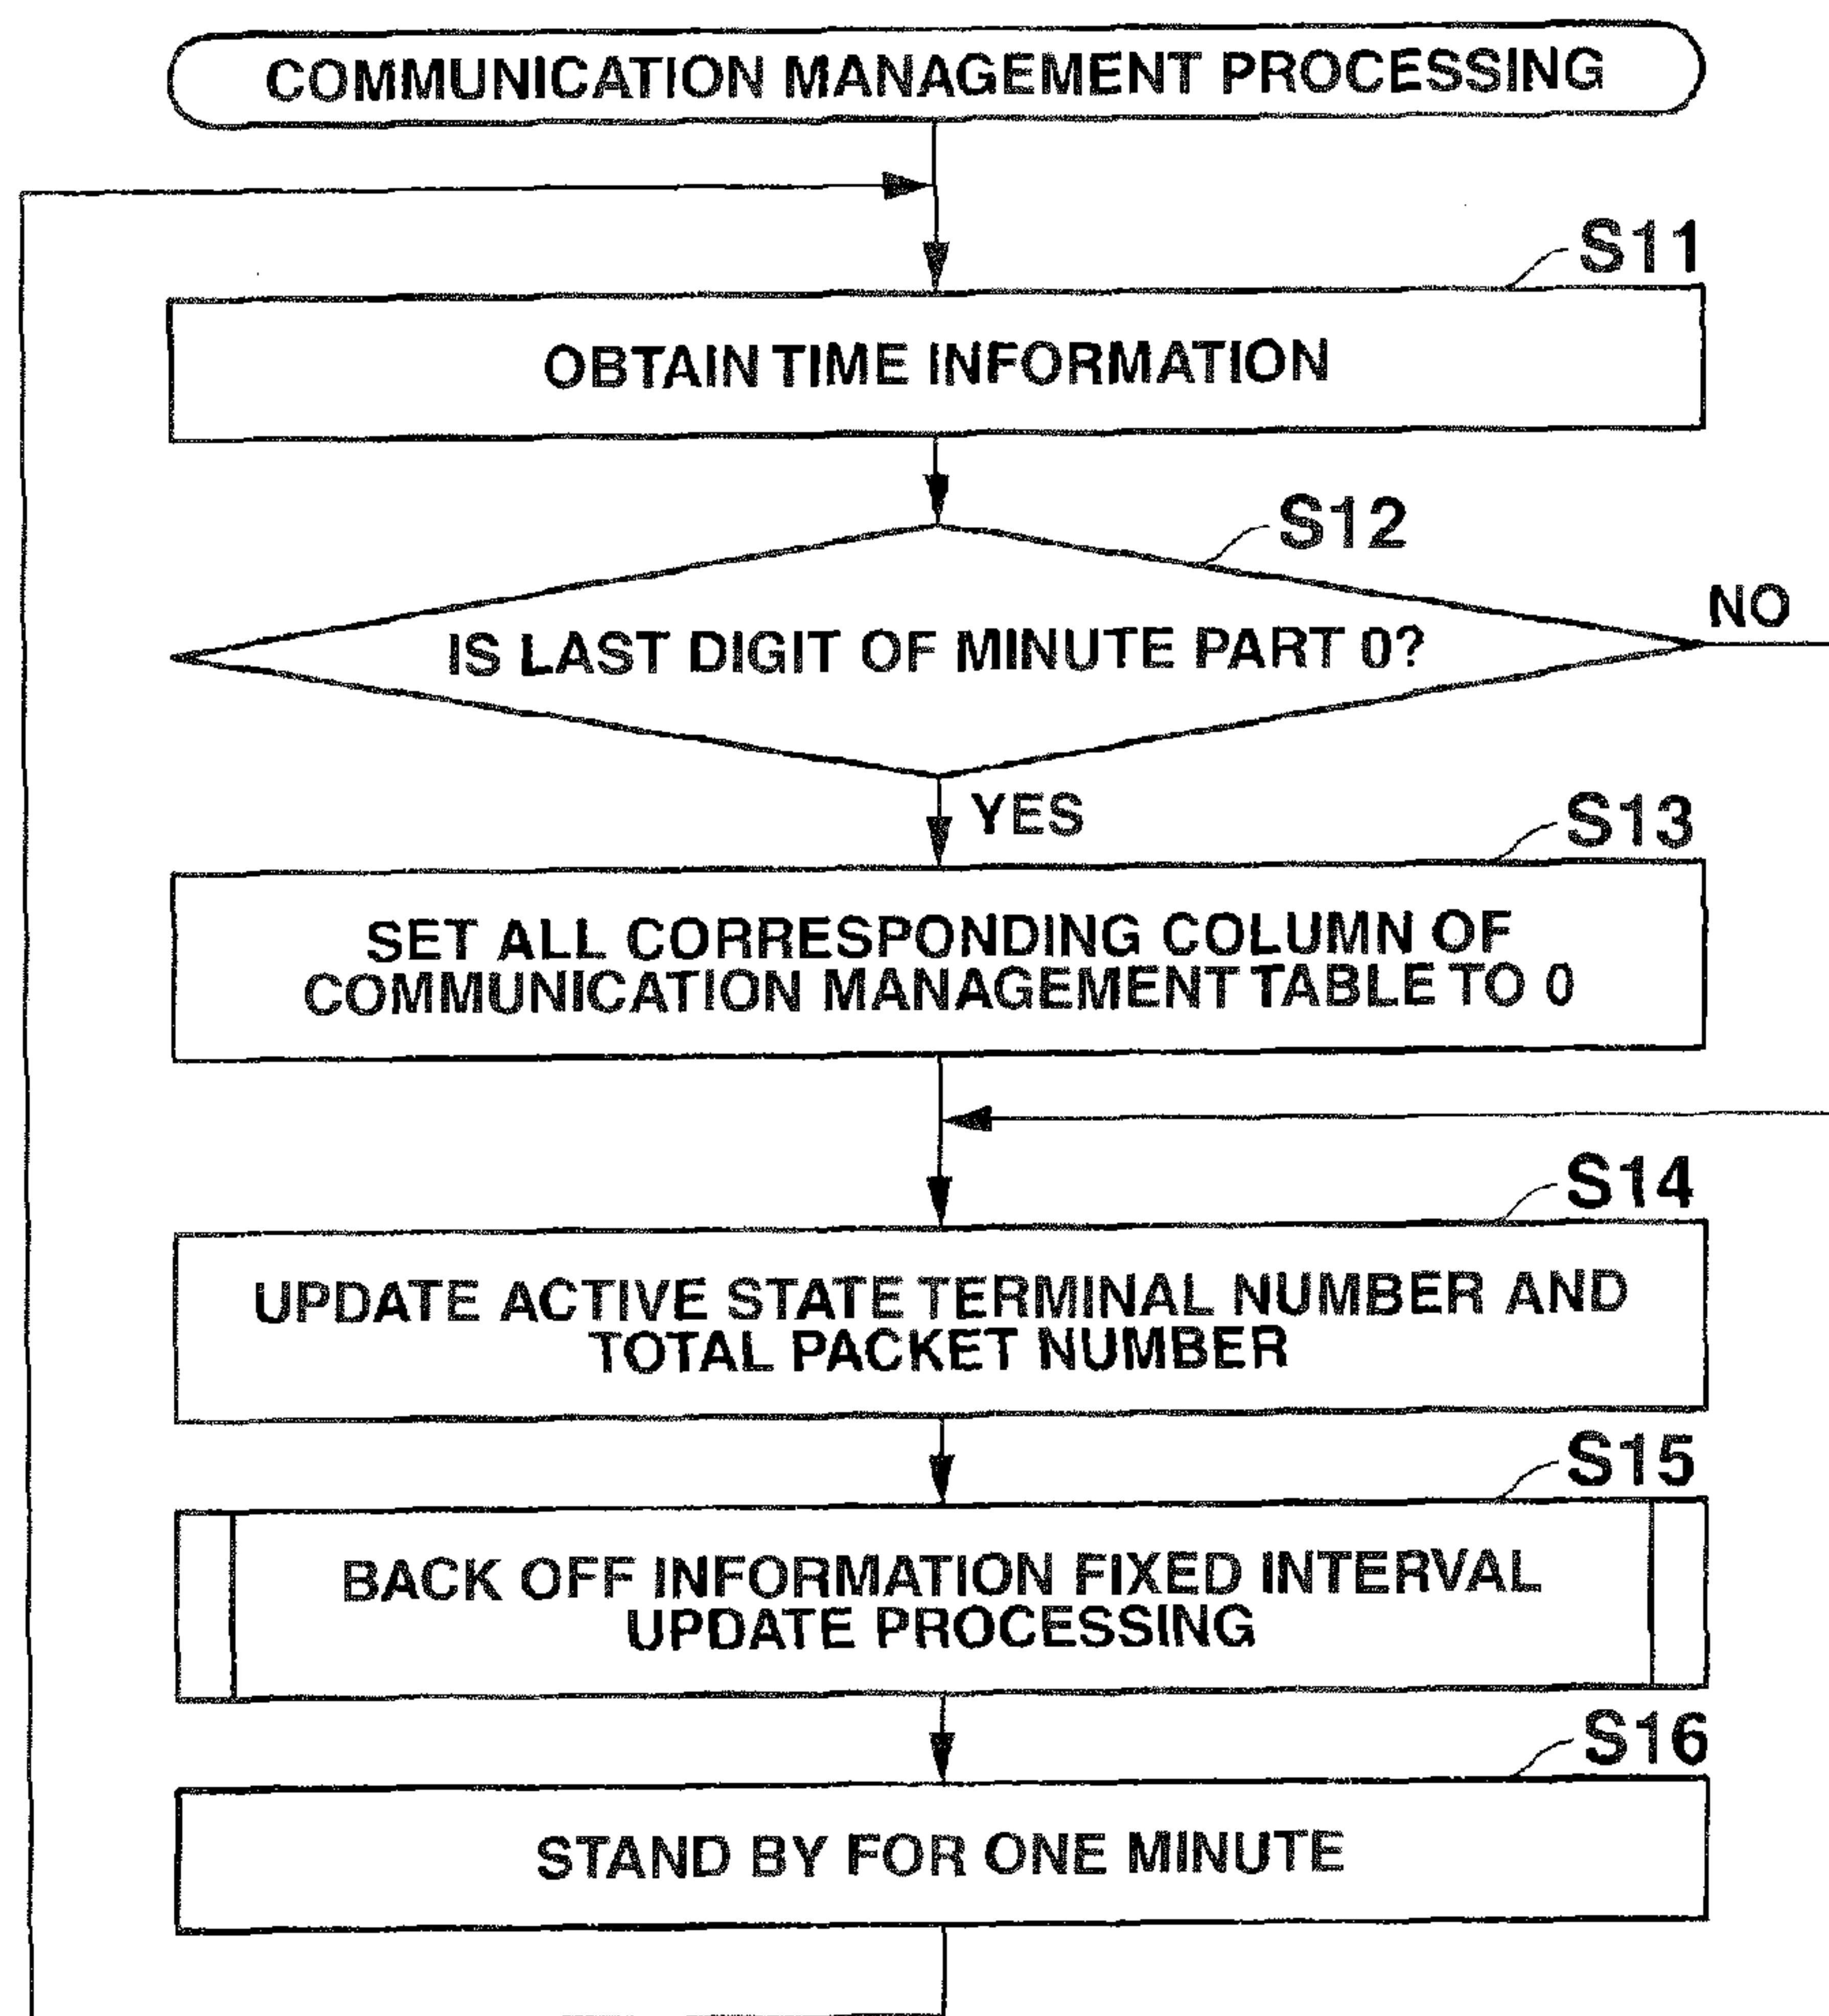 COMMUNICATION MANAGEMENT PROCESSING
S11
OBTAIN TIME INFORMATION
S12
IS LAST DIGIT OF MINUTE PART 0?
NO
YES
S13
SET ALL CORRESPONDING COLUMN OF
COMMUNICATION MANAGEMENT TABLE TO 0
S14
UPDATE ACTIVE STATE TERMINAL NUMBER AND
TOTAL PACKET NUMBER
S15
BACK OFF INFORMATION FIXED INTERVAL
UPDATE PROCESSING
S16
STAND BY FOR ONE MINUTE